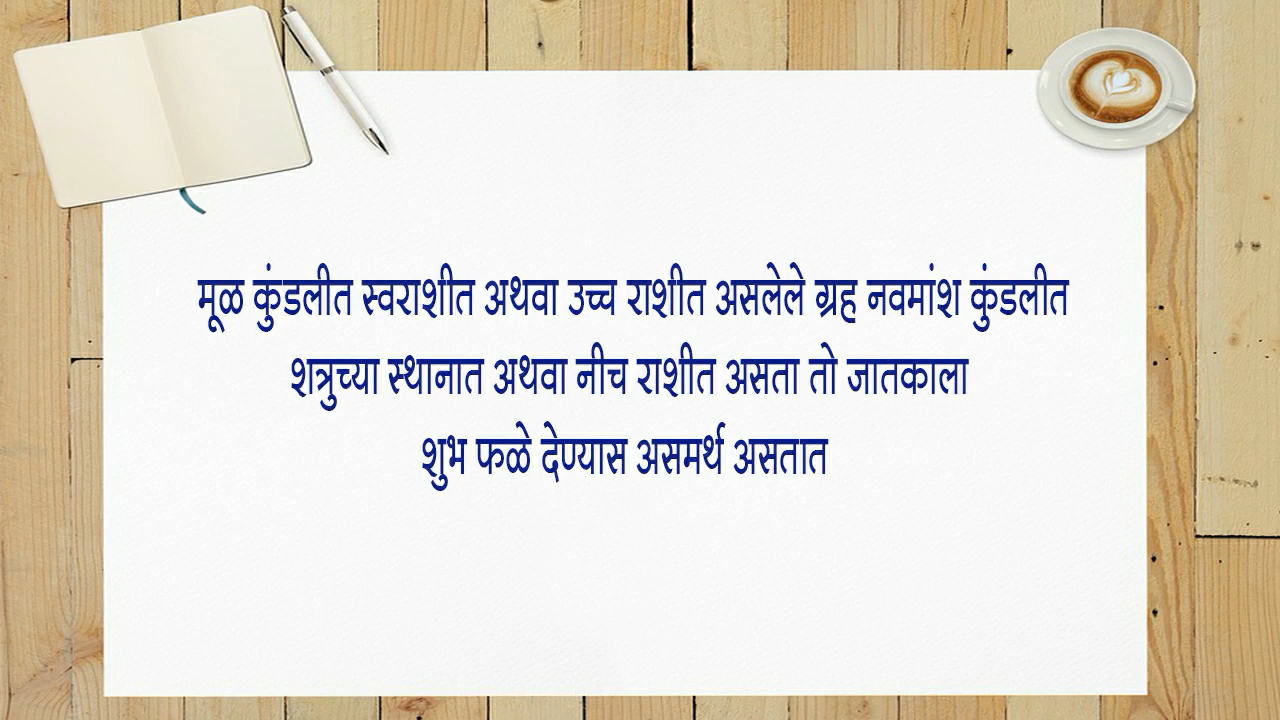 मूळ कुंडलीत स्वराशीत अथवा उच्च राशीत असलेले ग्रह नवमांश कुंडलीत
शत्रुच्या स्थानात अथवा नीच राशीत असता तो जातकाला
शुभ फळे देण्यास असमर्थ असतात